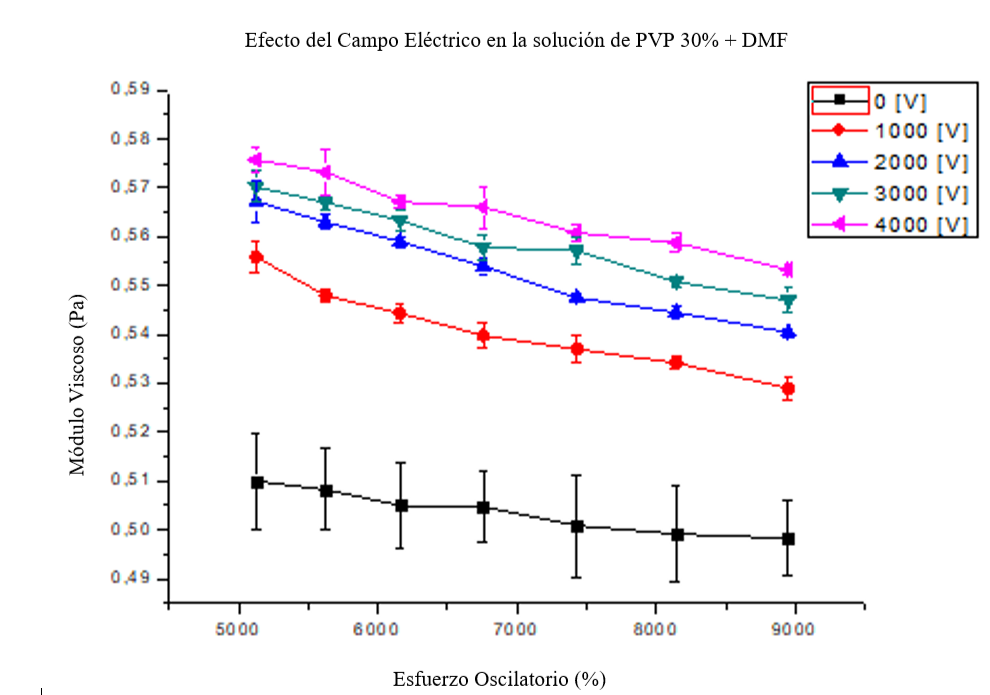 Efecto del Campo Eléctrico en la solución de PVP 30% + DMF
0,59
0,58
0,57
0,56
0,55
0,54
0,53
0,52
0,51
0,50
0,49
Módulo Viscoso (Pa)
0 [V]
1000 [V]
2000 [V]
3000 [V]
4000 [V]
5000 6000 7000 8000 9000
Esfuerzo Oscilatorio (%)